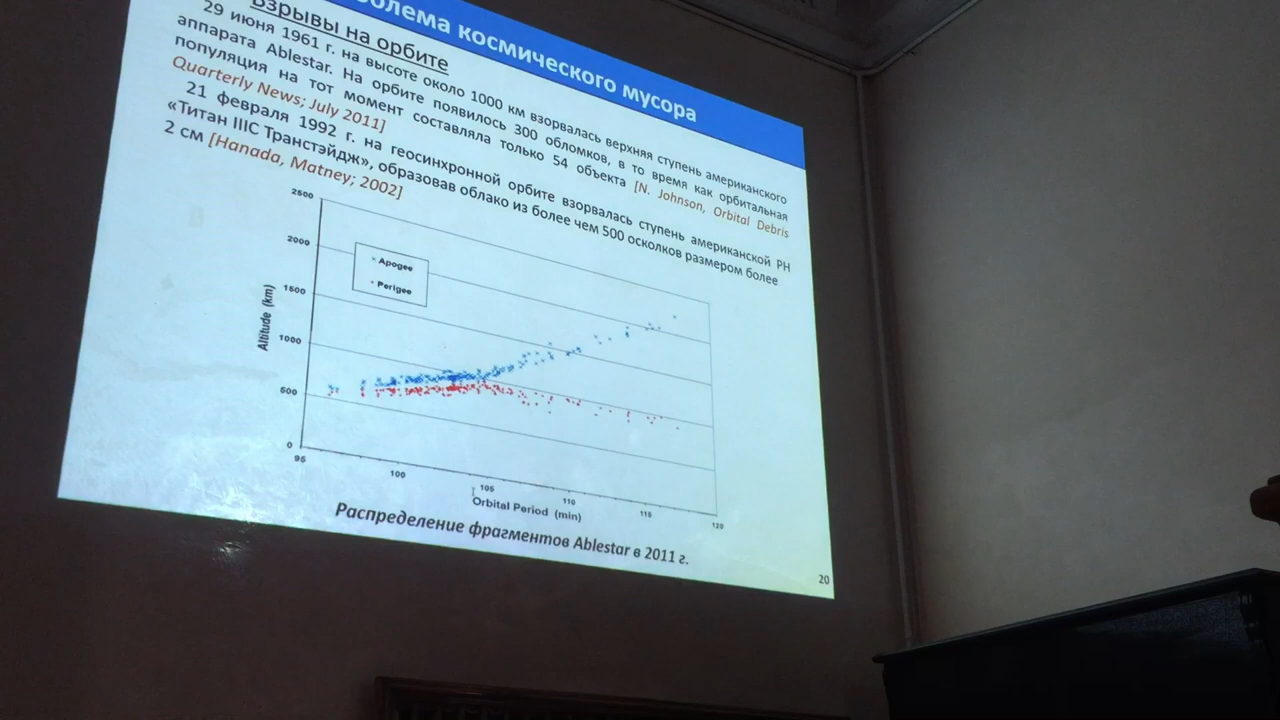 блема космического мусора
Взрывы на орбите
29 июня 1961 г. на высоте около 1000 км взорвалась верхняя ступень американского
аппарата Ablestar. На орбите появилось 300 обломков, в то время как орбитальная
популяция на тот момент составляла только 54 объекта [N. Johnson, Orbital Debris
Quarterly News; July 2011]
21 февраля 1992 г. на геосинхронной орбите взорвалась ступень американской РН
«Титан IIIC Транстэйдж», образовав облако из более чем 500 осколков размером более
2 см [Hanada, Matney; 2002]
2500
2000
1500
1000
500
0
Altitude (km)
Apogee
Perigee
95
100
105
110
115
120
Orbital Period (min)
Распределение фрагментов Ablestar в 2011 г.
20